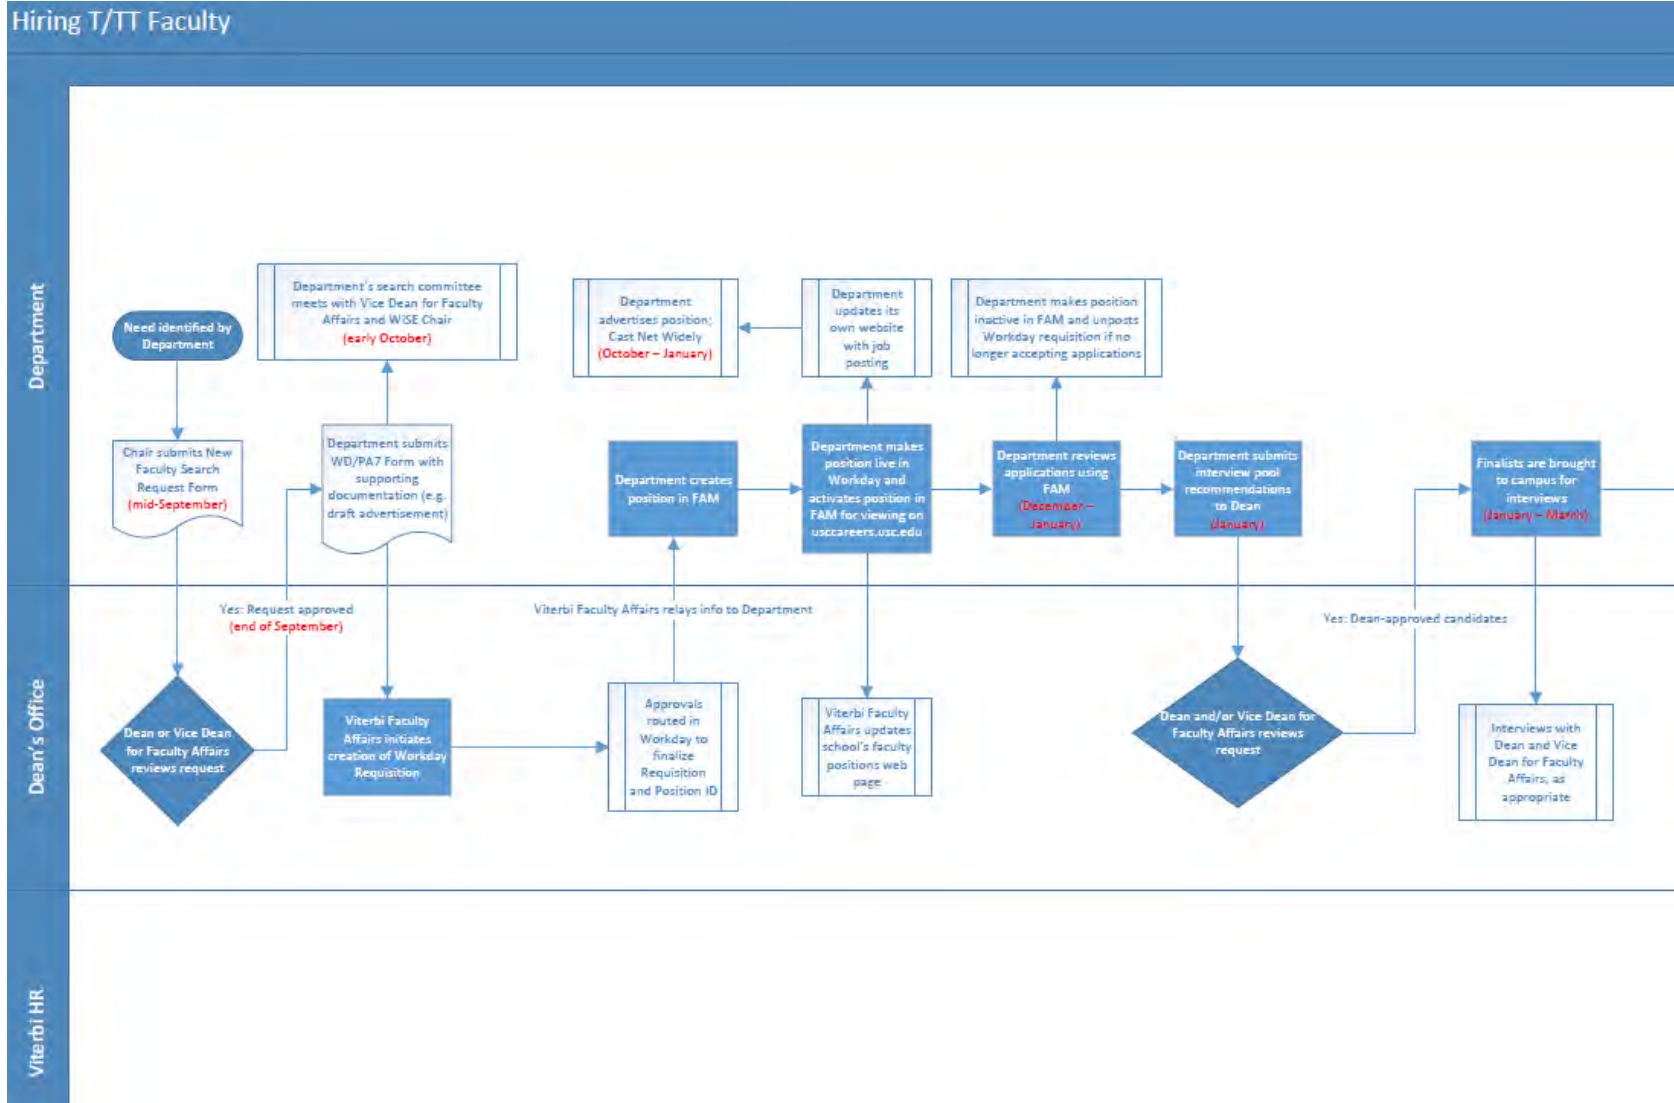 Hiring T/TT Faculty
Department
Need identified by
Department
Chair submits New
Faculty Search
Request Form
(mid-September)
Department's search committee
meets with Vice Dean for Faculty
Affairs and WiSE Chair
(early October)
Department submits
WD/PA7 Form with
supporting
documentation (e.g.
draft advertisement)
Department
advertises position;
Cast Net Widely
(October – January)
Department
updates its
own website
with job
posting
Department makes position
inactive in FAM and unposts
Workday requisition if no
longer accepting applications
Department creates
position in FAM
Department makes
position live in
Workday and
activates position in
FAM for viewing on
usccareers.usc.edu
Department reviews
applications using
FAM
(December –
January)
Department submits
interview pool
recommendations
to Dean
(January)
Finalists are brought
to campus for
interviews
(January – March)
Dean's Office
Yes: Request approved
(end of September)
Viterbi Faculty Affairs relays info to Department
Yes: Dean-approved candidates
Dean or Vice Dean
for Faculty Affairs
reviews request
Viterbi Faculty
Affairs initiates
creation of Workday
Requisition
Approvals
routed in
Workday to
finalize
Requisition
and Position ID
Viterbi Faculty
Affairs updates
school's faculty
positions web
page
Dean and/or Vice Dean for
Faculty Affairs reviews
request
Interviews with
Dean and Vice
Dean for Faculty
Affairs, as
appropriate
Viterbi HR